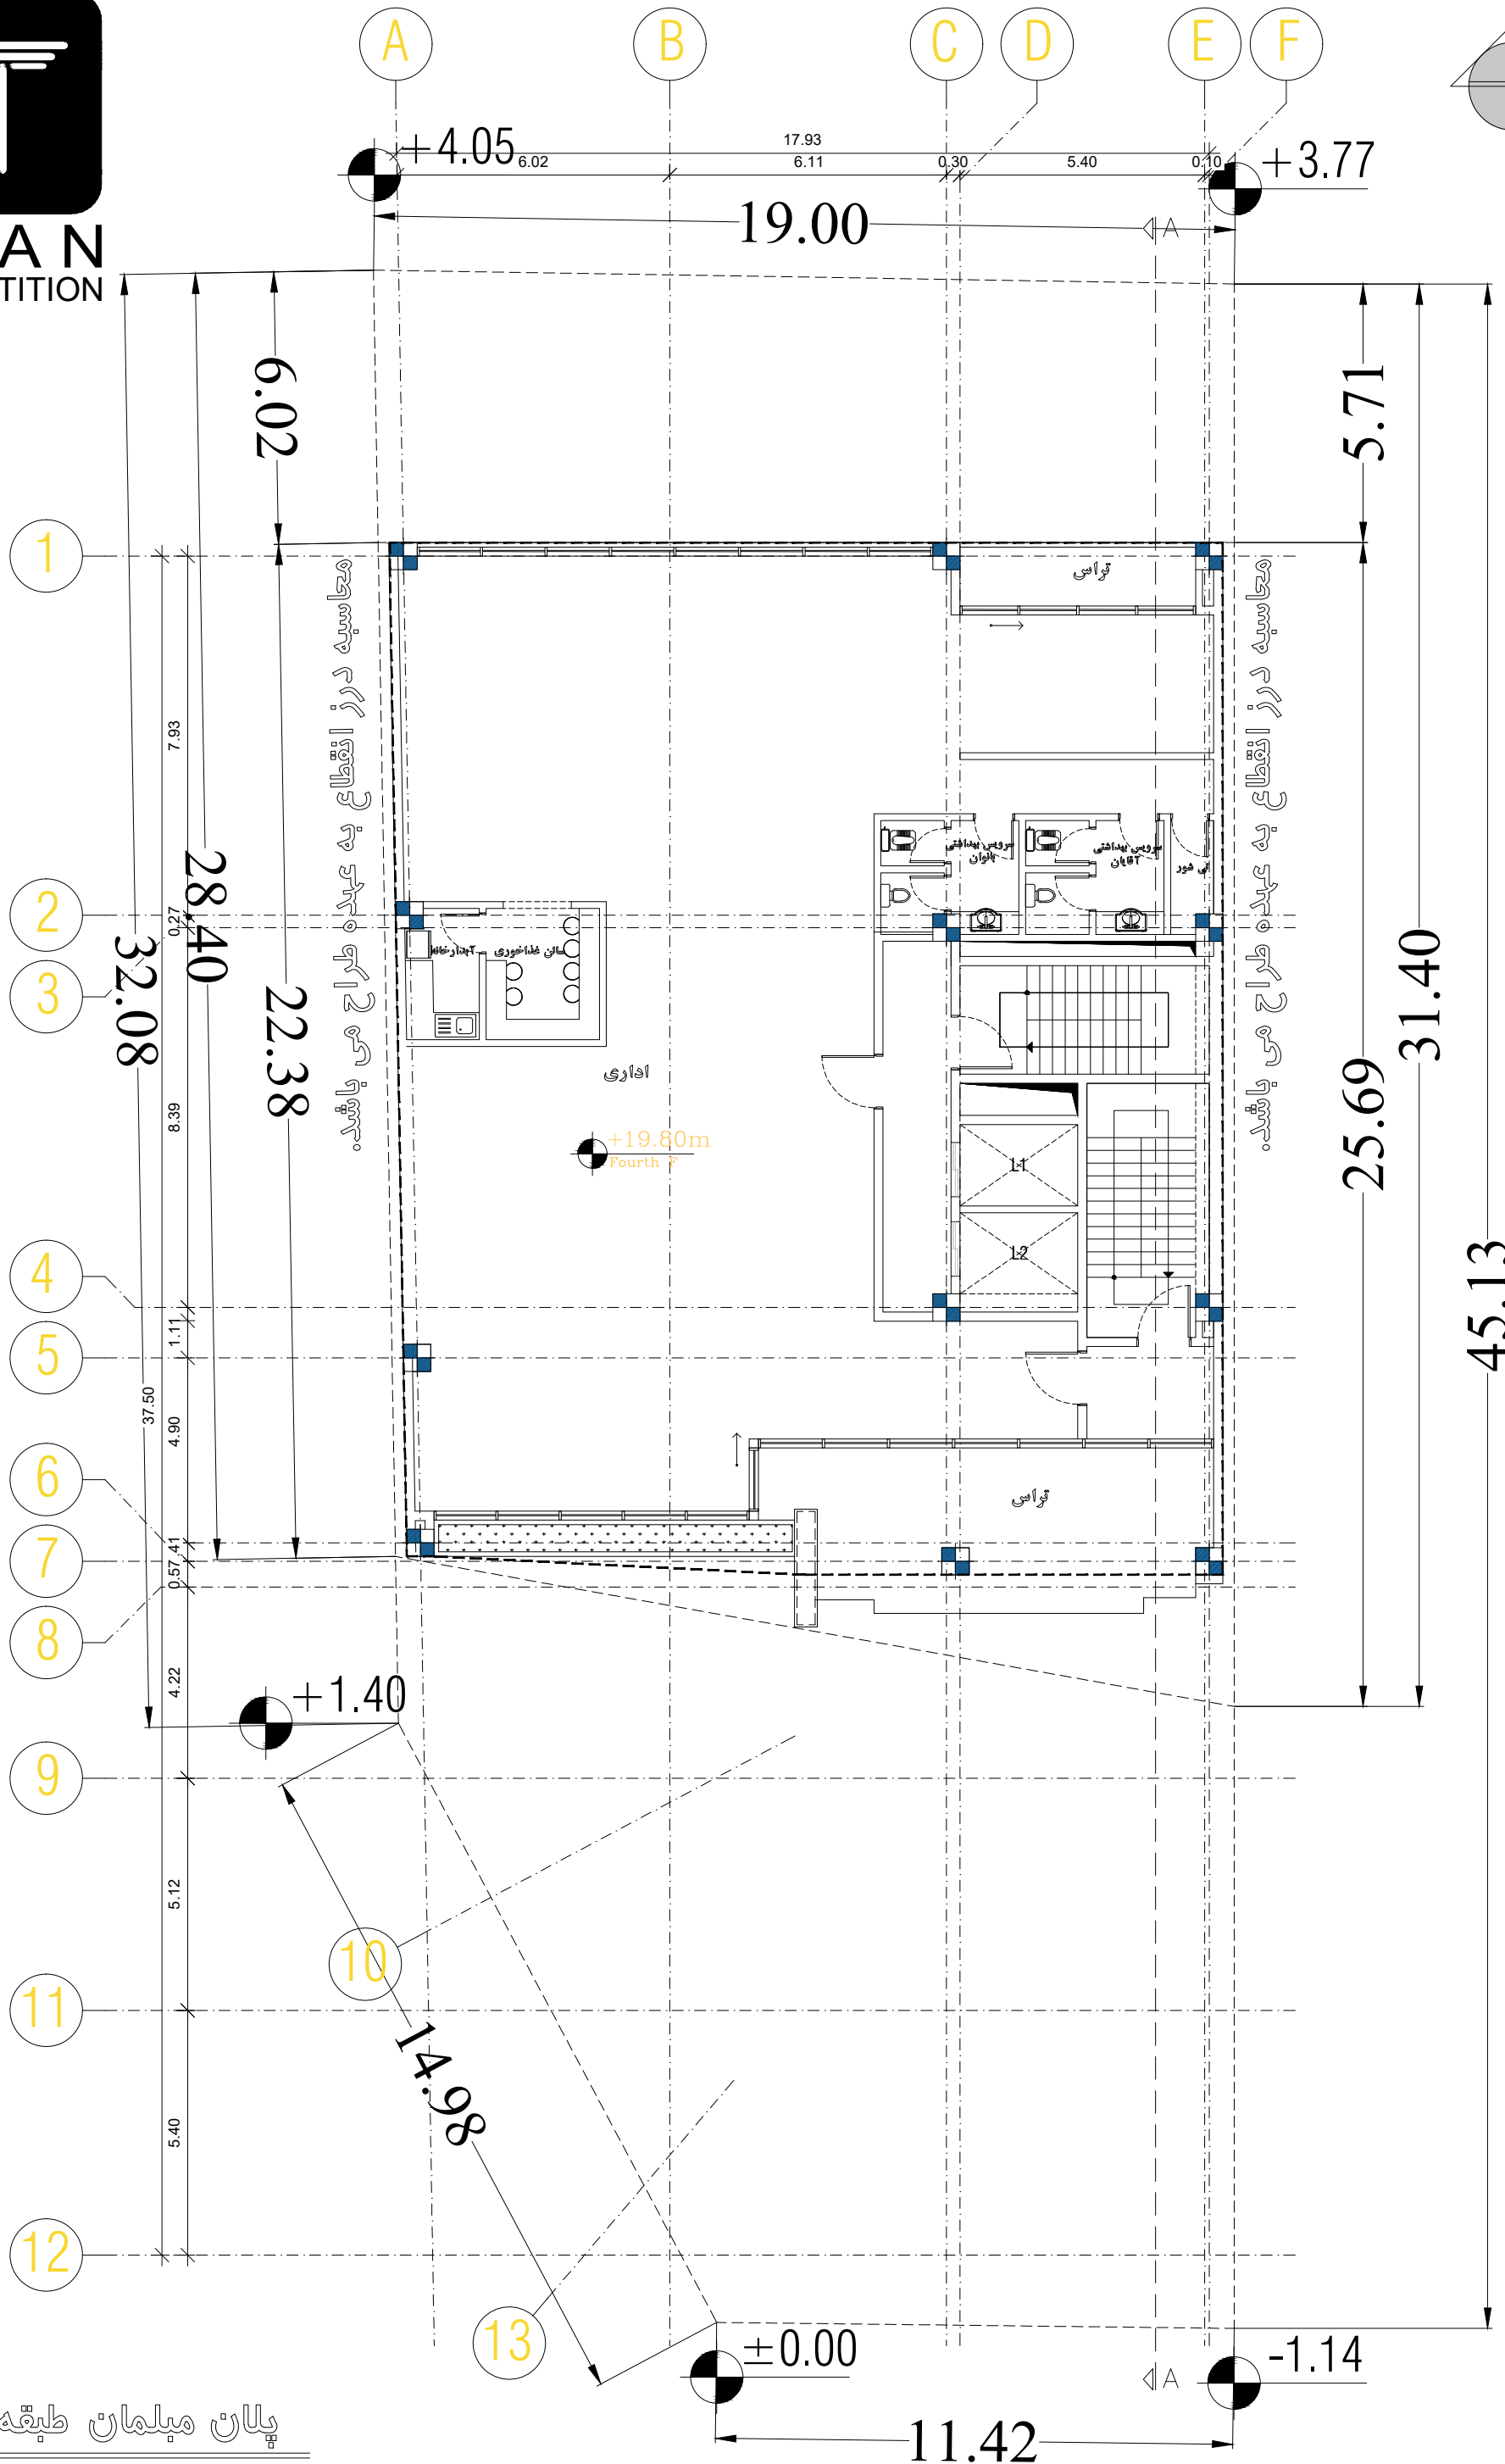 A N
TITION
A
B
C
D
E
F
+4.05
17.93
6.02
6.11
0.30
5.40
0.10
+3.77
19.00
A
6.02
5.71
1
تراس
محاسبه درز انقطاع به عهده طراح می باشد.
محاسبه درز انقطاع به عهده طراح می باشد.
7.93
28.40
32.08
22.38
31.40
25.69
45.13
سرویس بهداشتی
بانوان
سرویس بهداشتی
آقایان
تی شور
2
0.27
3
آبدارخانه
سالن غذاخوری
اداری
8.39
+19.80m
Fourth F
L1
L2
4
1.11
5
37.50
4.90
6
.41
7
0.57
8
تراس
4.22
+1.40
9
5.12
10
11
14.98
5.40
12
13
±0.00
A
-1.14
11.42
پلان مبلمان طبقه